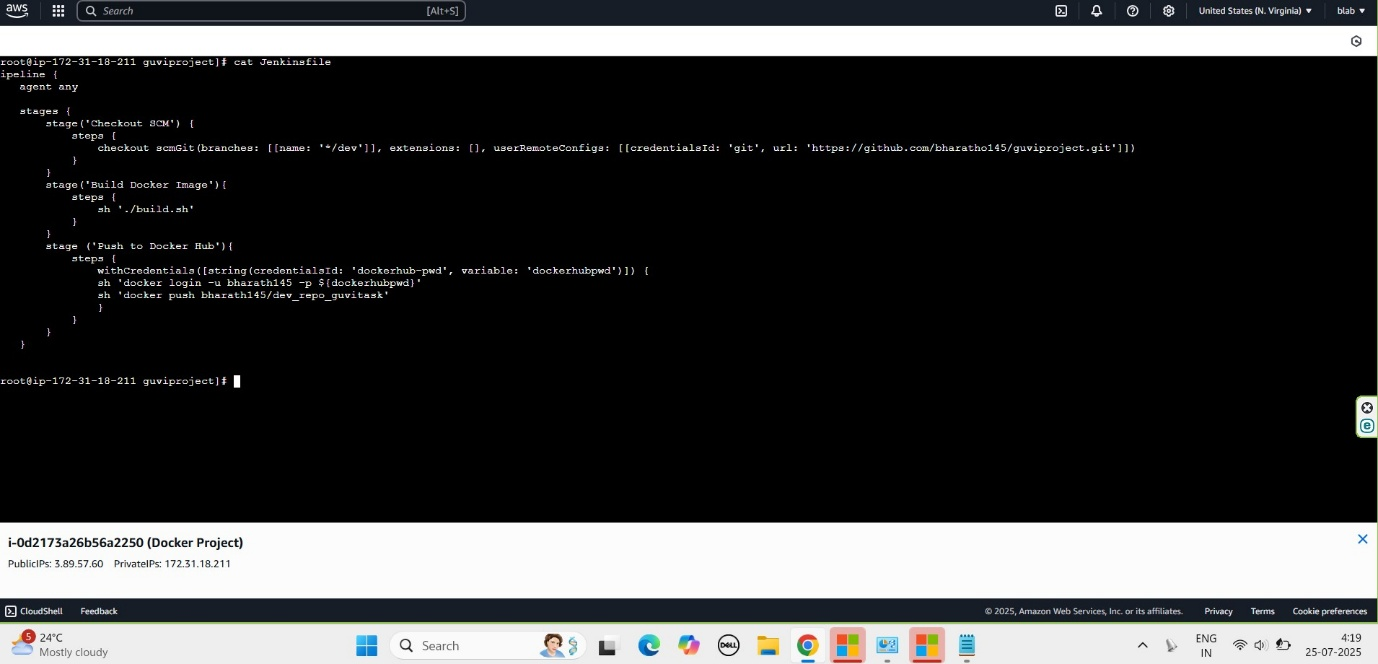 aws
Search [Alt+S]
United States (N. Virginia) ▼
blab ▼
root@ip-172-31-18-211 guviproject]# cat Jenkinsfile
ipeline {
   agent any

   stages {
       stage('Checkout SCM') {
           steps {
               checkout scmGit(branches: [[name: '*/dev']], extensions: [], userRemoteConfigs: [[credentialsId: 'git', url: 'https://github.com/bharatho145/guviproject.git']])
           }
       }
       stage('Build Docker Image'){
           steps {
               sh './build.sh'
           }
       }
       stage ('Push to Docker Hub'){
           steps {
               withCredentials([string(credentialsId: 'dockerhub-pwd', variable: 'dockerhubpwd')]) {
               sh 'docker login -u bharath145 -p ${dockerhubpwd}'
               sh 'docker push bharath145/dev_repo_guvitask'
               }
           }
       }
   }

root@ip-172-31-18-211 guviproject]#
i-0d2173a26b56a2250 (Docker Project)
PublicIPs: 3.89.57.60 PrivateIPs: 172.31.18.211
CloudShell Feedback
© 2025, Amazon Web Services, Inc. or its affiliates. Privacy Terms Cookie preferences
5
24°C
Mostly cloudy
Search
DELL
ENG
IN
4:19
25-07-2025